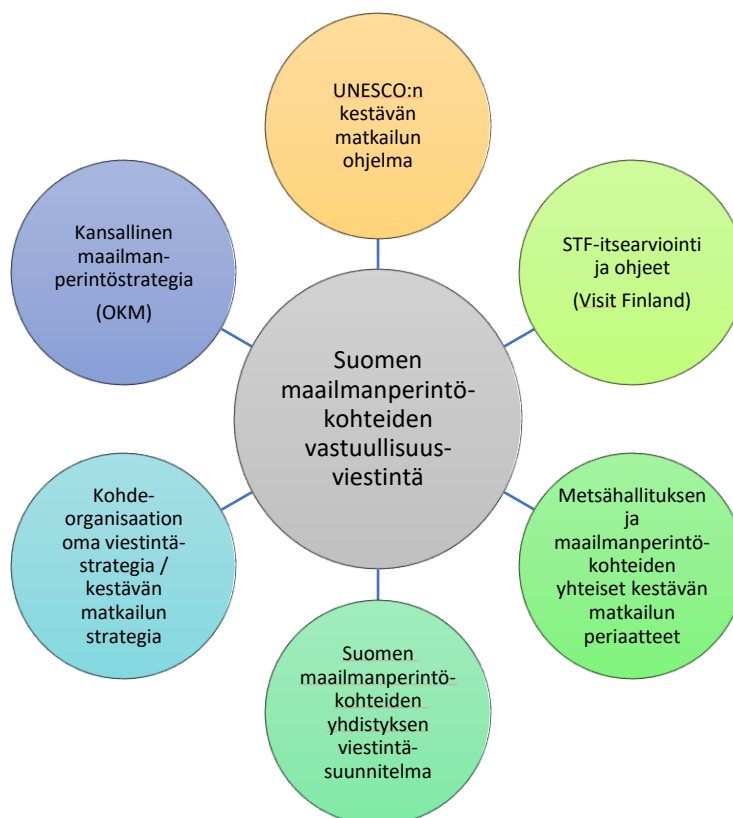 UNESCO:n
kestävän
matkailun
ohjelma
Kansallinen
maailman-
perintöstrategia
(OKM)
STF-itsearviointi
ja ohjeet
(Visit Finland)
Suomen
maailmanperintö-
kohteiden
vastuullisuus-
viestintä
Kohde-
organisaation
oma viestintä-
strategia /
kestävän
matkailun
strategia
Metsähallituksen
ja
maailmanperintö-
kohteiden
yhteiset kestävän
matkailun
periaatteet
Suomen
maailmanperintö-
kohteiden
yhdistyksen
viestintä-
suunnitelma